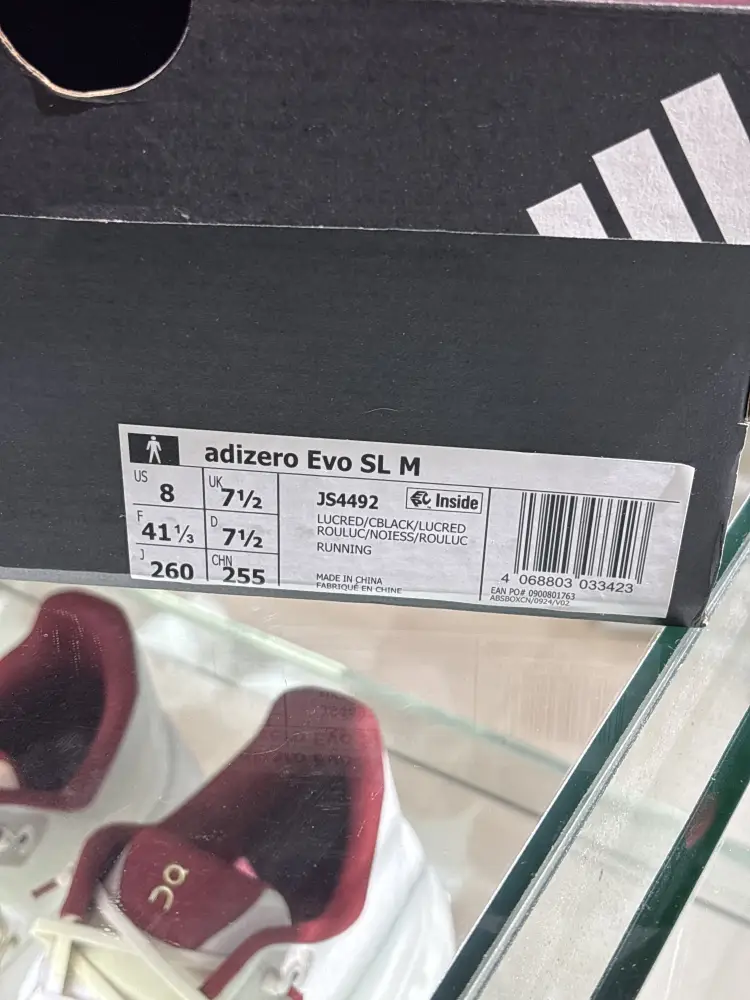 adizero Evo SL M
US
8
UK
7½
F
41⅓
D
7½
J
260
CHN
255
JS4492
Inside
LUCRED/CBLACK/LUCRED
ROULUC/NOIESS/ROULUC
RUNNING
MADE IN CHINA
FABRIQUÉ EN CHINE
4 068803 033423
EAN PO# 0900801763
ABSBOXCN/0924/V02